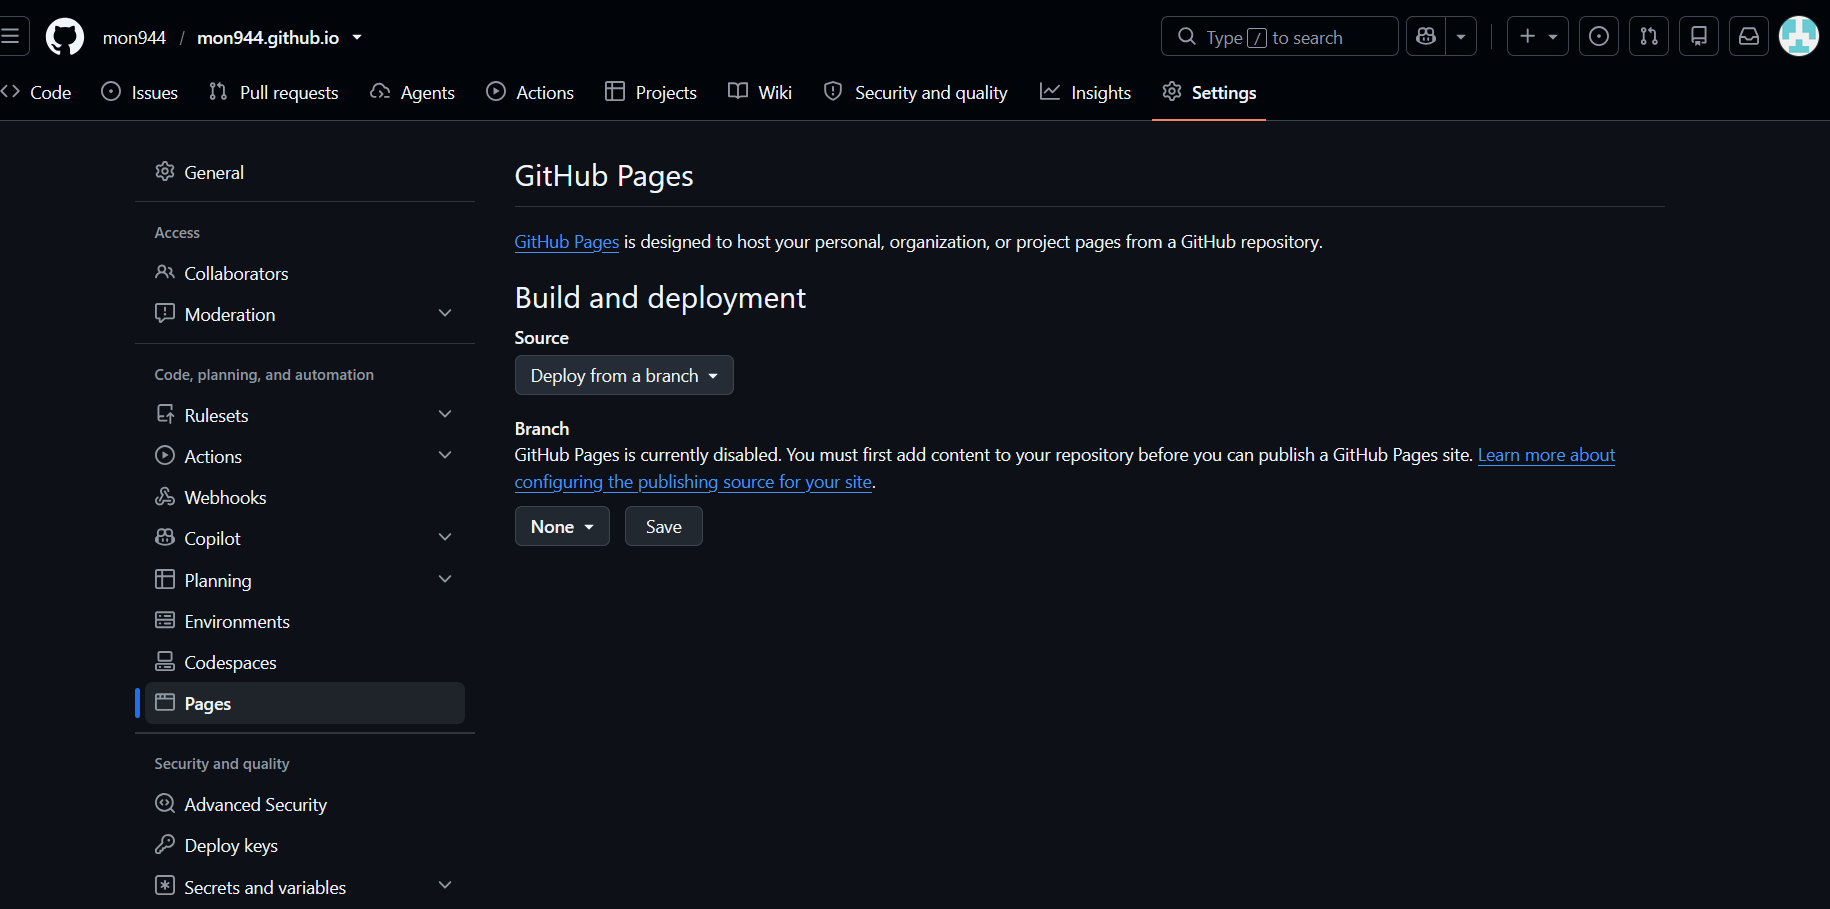 mon944 / mon944.github.io
Type / to search
Code
Issues
Pull requests
Agents
Actions
Projects
Wiki
Security and quality
Insights
Settings
General
Access
Collaborators
Moderation
Code, planning, and automation
Rulesets
Actions
Webhooks
Copilot
Planning
Environments
Codespaces
Pages
Security and quality
Advanced Security
Deploy keys
Secrets and variables
GitHub Pages
GitHub Pages is designed to host your personal, organization, or project pages from a GitHub repository.
Build and deployment
Source
Deploy from a branch
Branch
GitHub Pages is currently disabled. You must first add content to your repository before you can publish a GitHub Pages site. Learn more about
configuring the publishing source for your site.
None
Save